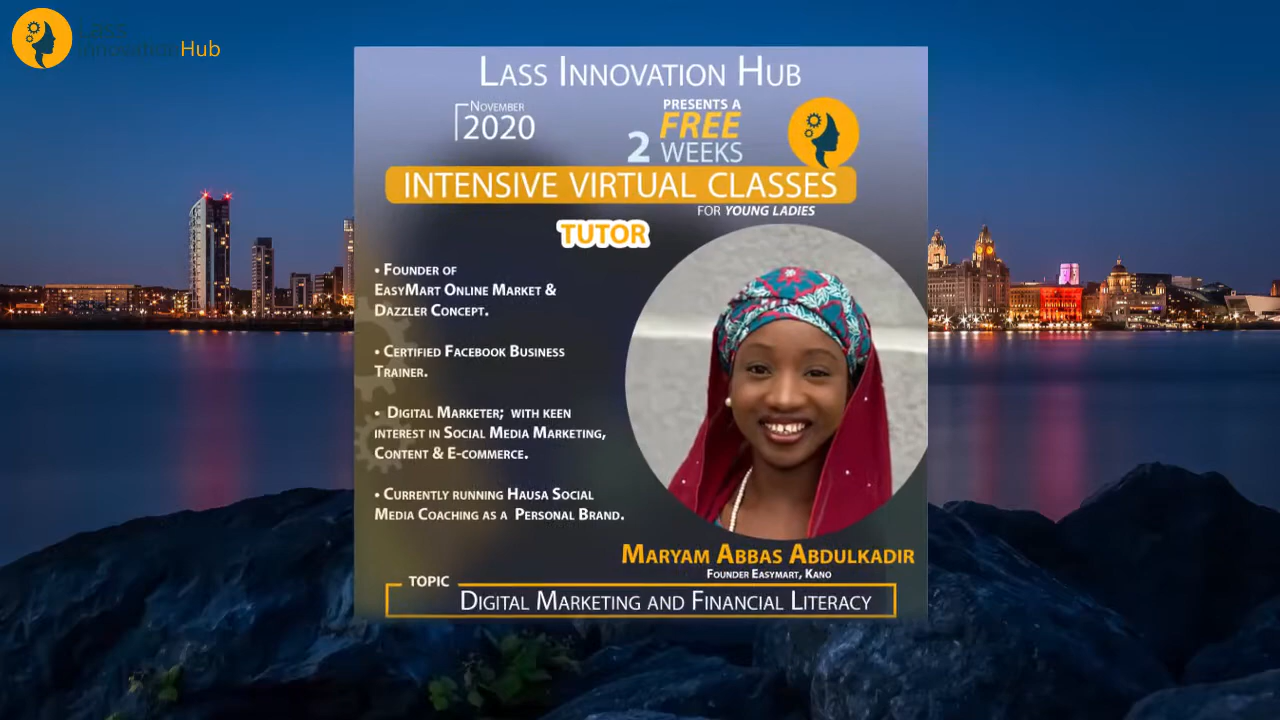 Lass
Innovation Hub
Lass Innovation Hub
November
2020
PRESENTS A
FREE
2 WEEKS
INTENSIVE VIRTUAL CLASSES
FOR YOUNG LADIES
TUTOR
• Founder of
EasyMart Online Market &
Dazzler Concept.
• Certified Facebook Business
Trainer.
• Digital Marketer; with keen
interest in Social Media Marketing,
Content & E-commerce.
• Currently running Hausa Social
Media Coaching as a Personal Brand.
Maryam Abbas Abdulkadir
Founder Easymart, Kano
TOPIC
Digital Marketing and Financial Literacy